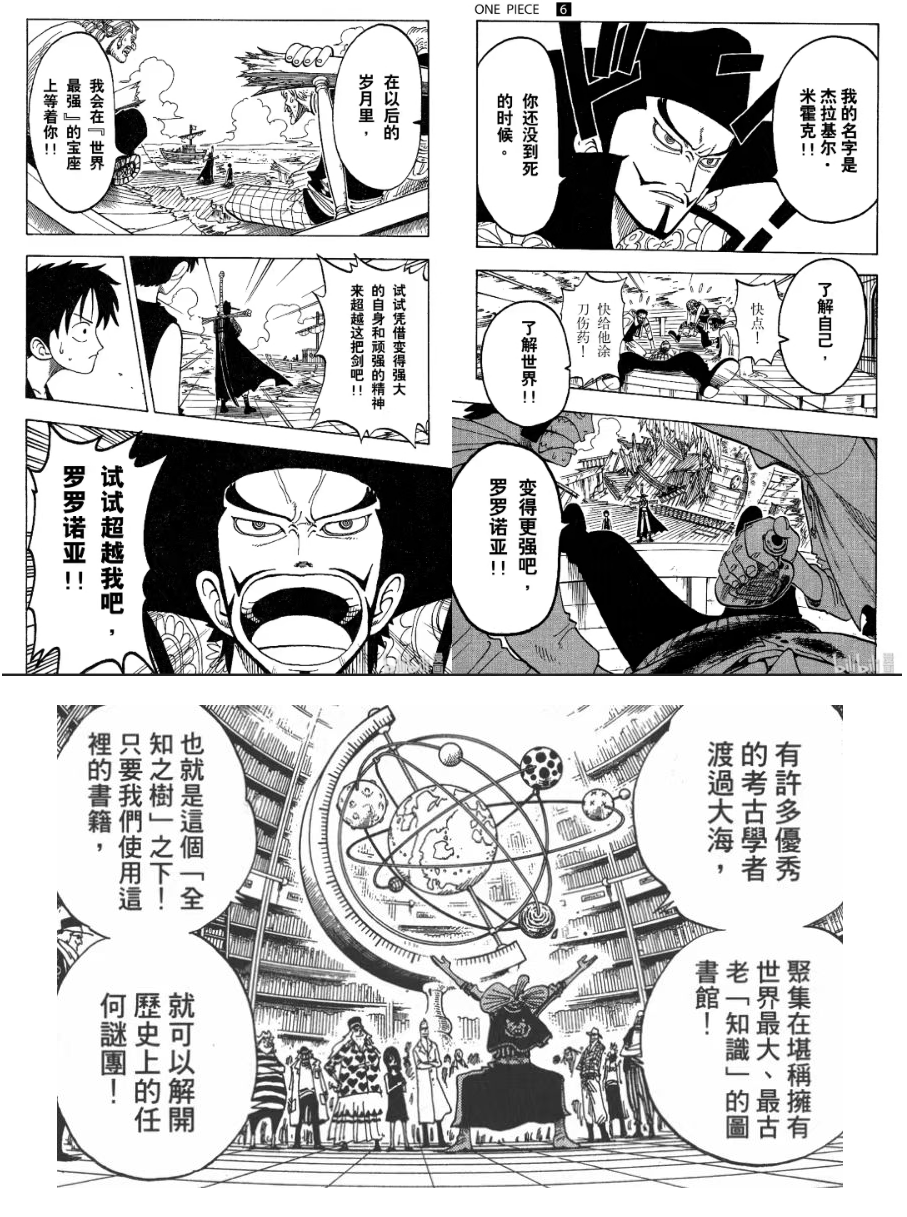 ONE PIECE 6
我的名字是
杰拉基尔·
米霍克!!
你还没到死
的时候。
了解自己，
快点！
快给他涂
刀伤药！
了解世界!!
变得更强吧，
罗罗诺亚!!
在以后的
岁月里，
我会在『世界
最强』的宝座
上等着你!!
试试凭借变得强大
的自身和顽强的精神
来超越这把剑吧!!
试试超越我吧，
罗罗诺亚!!
bilibili
有許多優秀
的考古學者
渡過大海，
聚集在堪稱擁有
世界最大、最古
老「知識」的圖
書館！
也就是這個「全
知之樹」之下！
只要我們使用這
裡的書籍，
就可以解開
歷史上的任
何謎團！